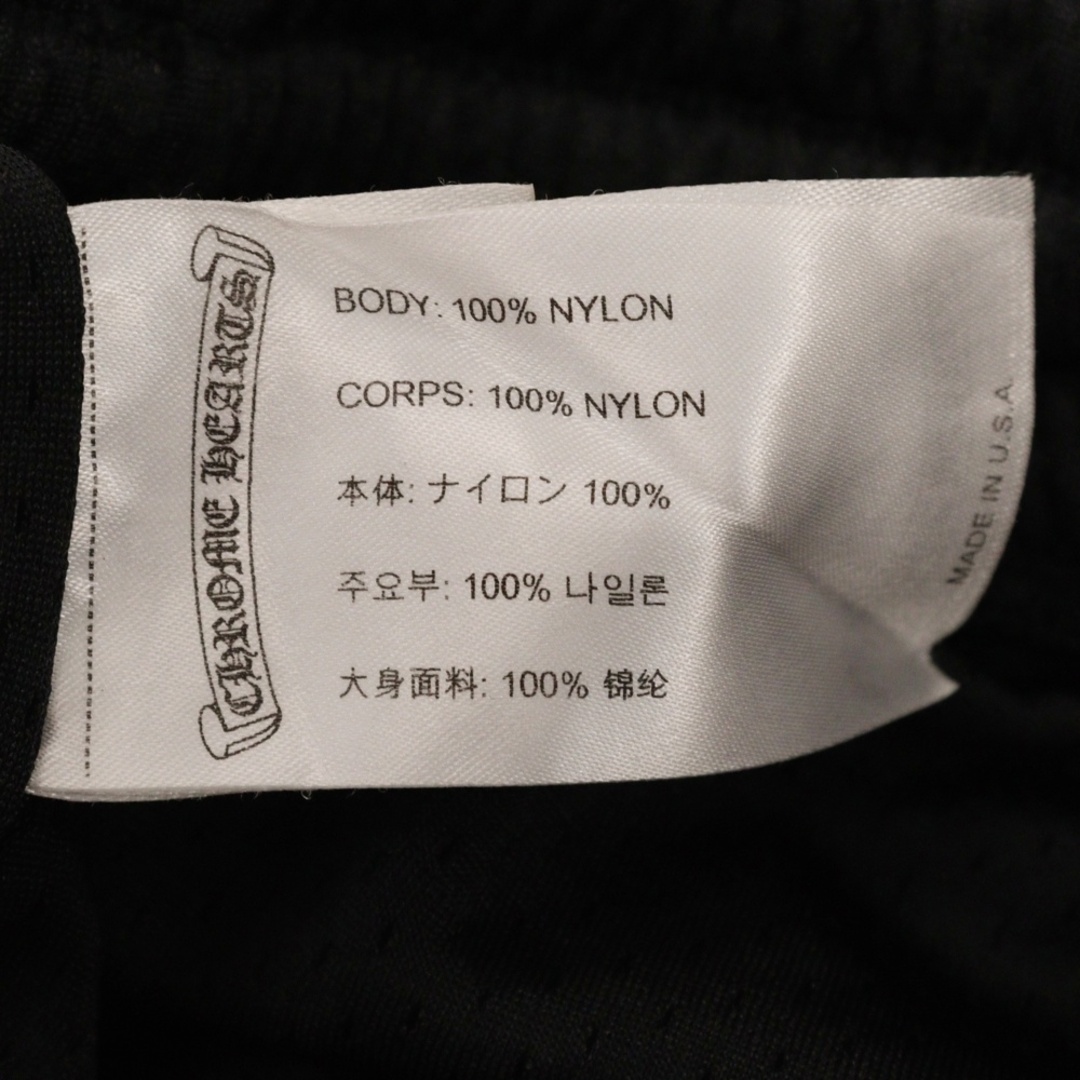 CHROME HEARTS
BODY: 100% NYLON
CORPS: 100% NYLON
本体: ナイロン 100%
주요부: 100% 나일론
大身面料: 100% 锦纶
MADE IN U.S.A.